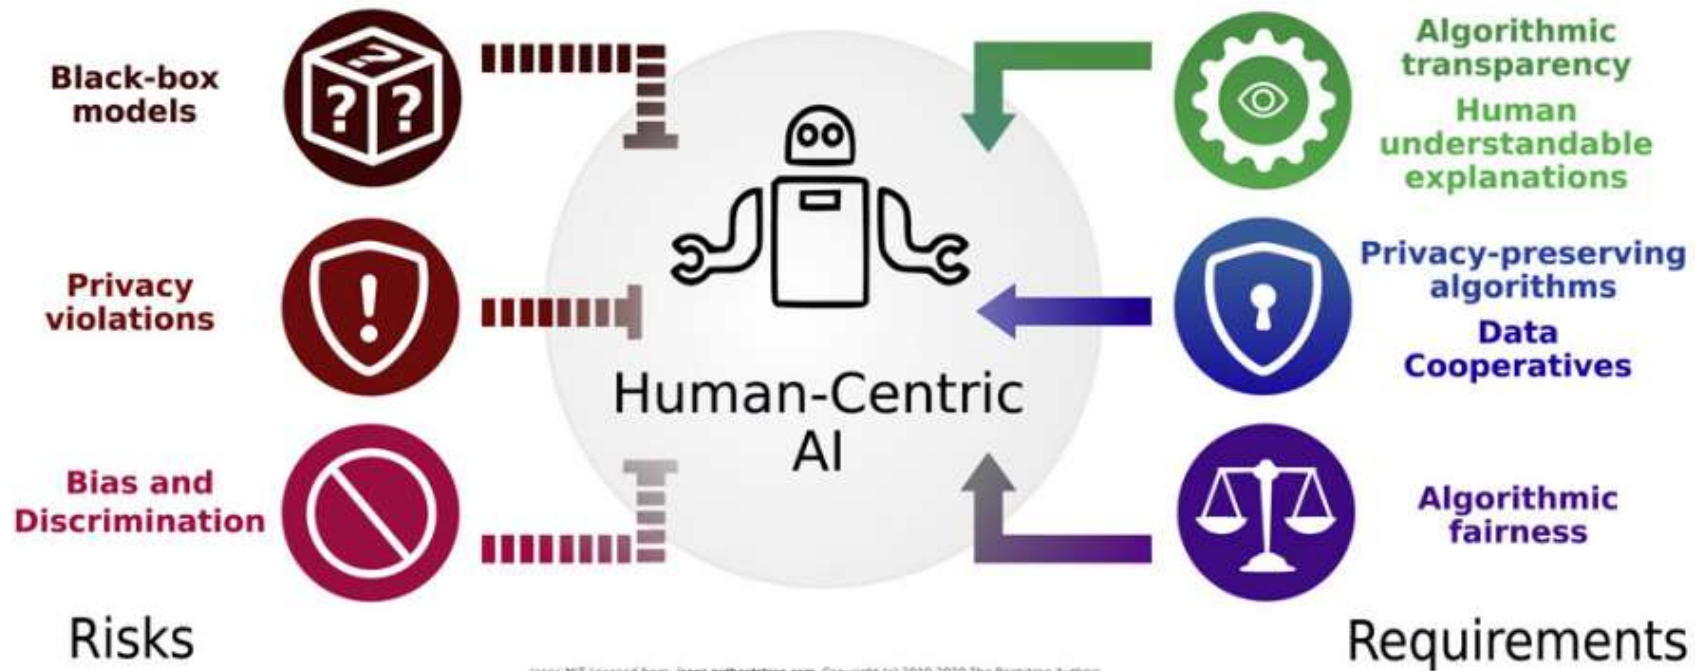 Black-box
models
? ? ?
Privacy
violations
!
Bias and
Discrimination
Risks
Human-Centric
AI
Algorithmic
transparency
Human
understandable
explanations
Privacy-preserving
algorithms
Data
Cooperatives
Algorithmic
fairness
Requirements